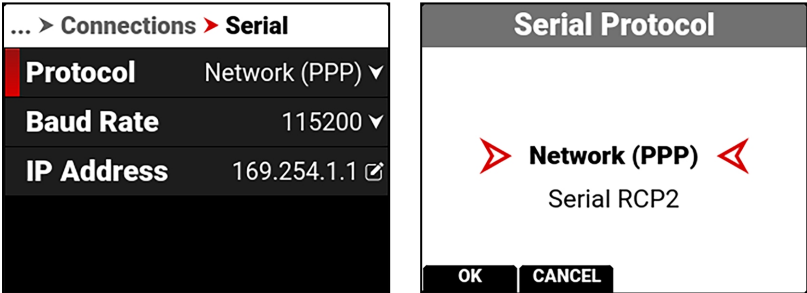 ... > Connections > Serial
Protocol Network (PPP)
Baud Rate 115200
IP Address 169.254.1.1
Serial Protocol
Network (PPP)
Serial RCP2
OK CANCEL